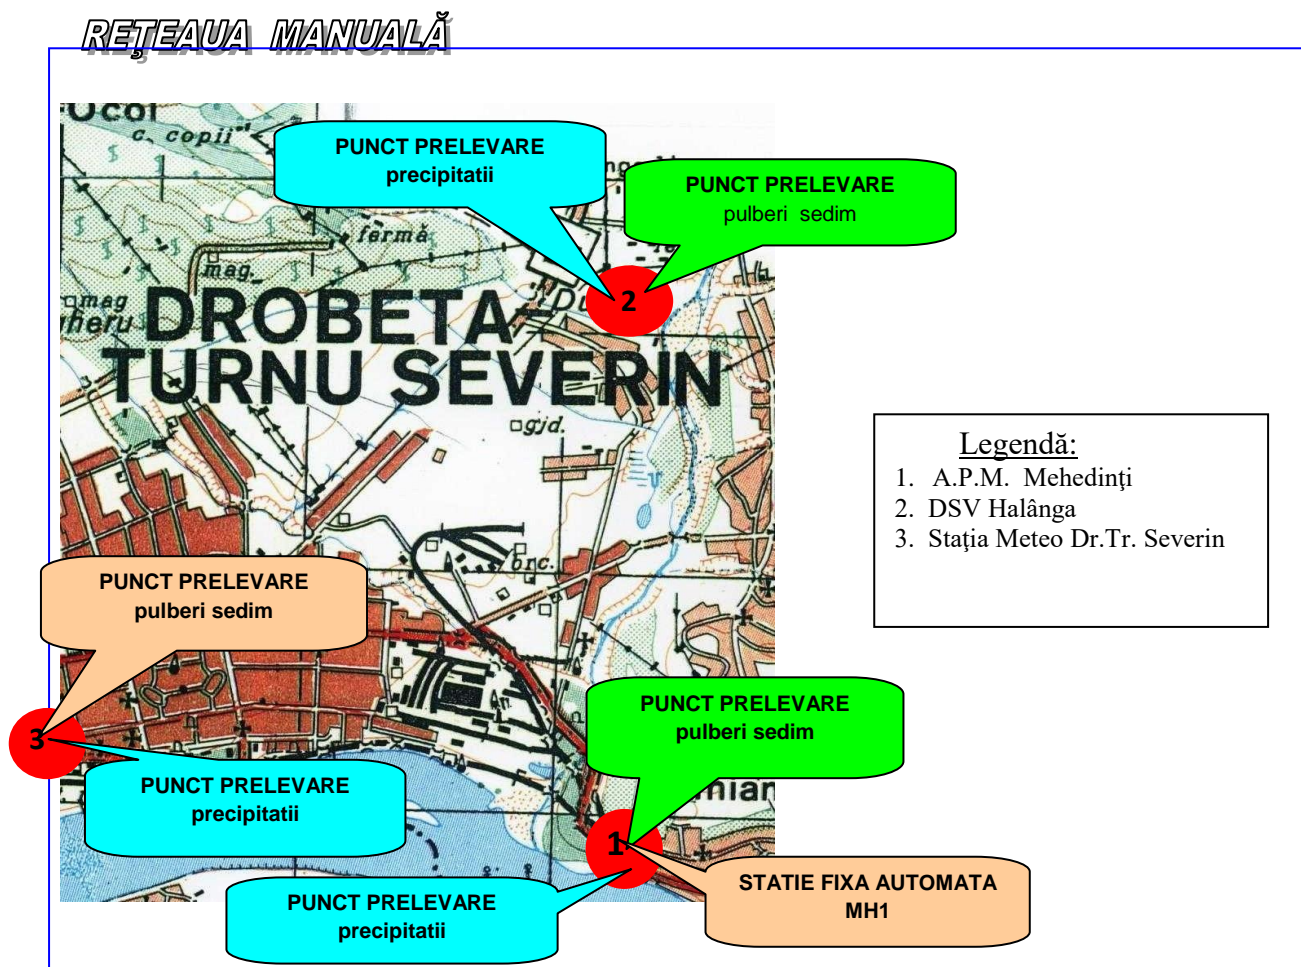 REŢEAUA MANUALĂ
Ucol
c. copii
PUNCT PRELEVARE
precipitatii
PUNCT PRELEVARE
pulberi sedim
fermă
mag.
mag
gheru
2
DROBETA-
TURNU SEVERIN
gjd.
Legendă:
1. A.P.M. Mehedinţi
2. DSV Halânga
3. Staţia Meteo Dr.Tr. Severin
brc.
PUNCT PRELEVARE
pulberi sedim
PUNCT PRELEVARE
pulberi sedim
3
PUNCT PRELEVARE
precipitatii
1
STATIE FIXA AUTOMATA
MH1
PUNCT PRELEVARE
precipitatii